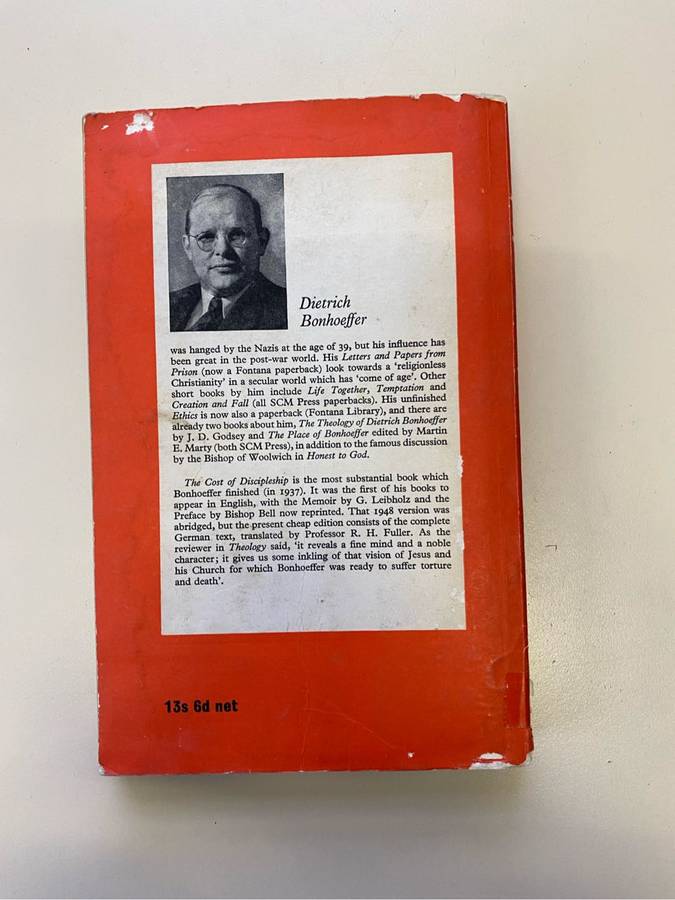 Dietrich
Bonhoeffer
was hanged by the Nazis at the age of 39, but his influence has
been great in the post-war world. His Letters and Papers from
Prison (now a Fontana paperback) look towards a ‘religionless
Christianity’ in a secular world which has ‘come of age’. Other
short books by him include Life Together, Temptation and
Creation and Fall (all SCM Press paperbacks). His unfinished
Ethics is now also a paperback (Fontana Library), and there are
already two books about him, The Theology of Dietrich Bonhoeffer
by J. D. Godsey and The Place of Bonhoeffer edited by Martin
E. Marty (both SCM Press), in addition to the famous discussion
by the Bishop of Woolwich in Honest to God.
The Cost of Discipleship is the most substantial book which
Bonhoeffer finished (in 1937). It was the first of his books to
appear in English, with the Memoir by G. Leibholz and the
Preface by Bishop Bell now reprinted. That 1948 version was
abridged, but the present cheap edition consists of the complete
German text, translated by Professor R. H. Fuller. As the
reviewer in Theology said, ‘it reveals a fine mind and a noble
character; it gives us some inkling of that vision of Jesus and
his Church for which Bonhoeffer was ready to suffer torture
and death’.
13s 6d net